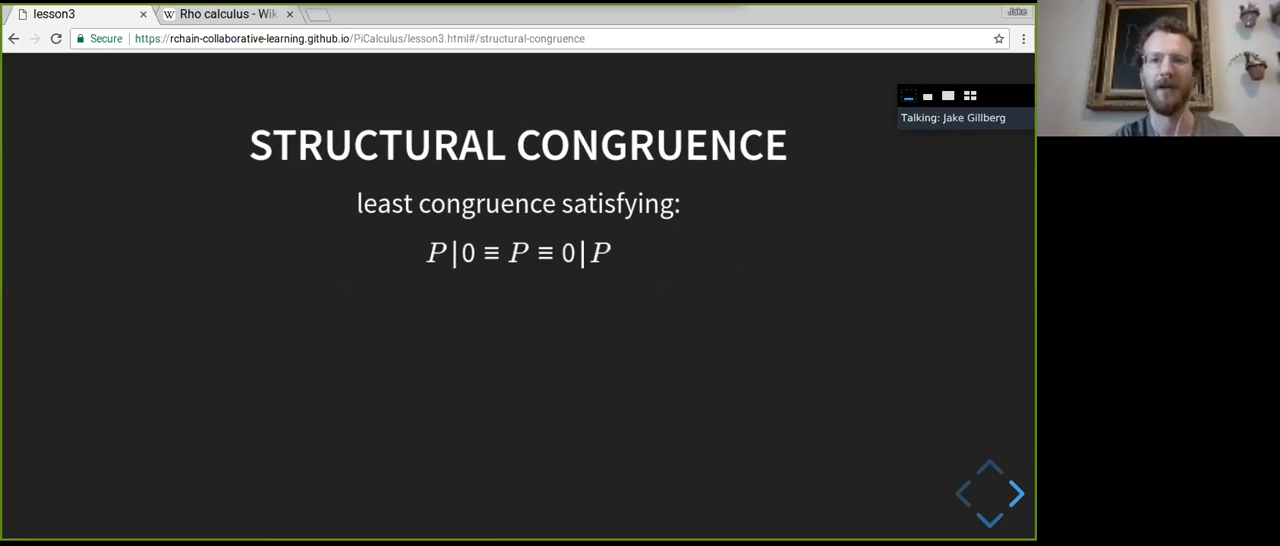 lesson3
Rho calculus - Wik
Jake
Secure
https://rchain-collaborative-learning.github.io/PiCalculus/lesson3.html#/structural-congruence
Talking: Jake Gillberg
STRUCTURAL CONGRUENCE
least congruence satisfying:
P|0 ≡ P ≡ 0|P